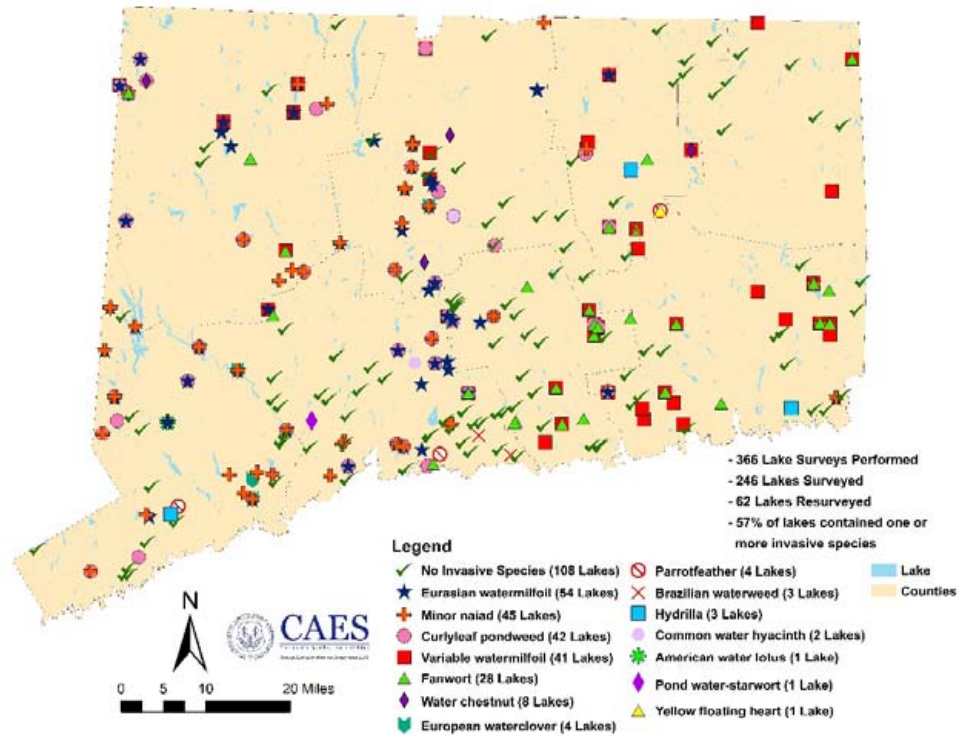 - 366 Lake Surveys Performed
- 246 Lakes Surveyed
- 62 Lakes Resurveyed
- 57% of lakes contained one or
more invasive species
Legend
No Invasive Species (108 Lakes)
Eurasian watermilfoil (54 Lakes)
Minor naiad (45 Lakes)
Curlyleaf pondweed (42 Lakes)
Variable watermilfoil (41 Lakes)
Fanwort (28 Lakes)
Water chestnut (8 Lakes)
European waterclover (4 Lakes)
Parrotfeather (4 Lakes)
Brazilian waterweed (3 Lakes)
Hydrilla (3 Lakes)
Common water hyacinth (2 Lakes)
American water lotus (1 Lake)
Pond water-starwort (1 Lake)
Yellow floating heart (1 Lake)
Lake
Counties
N
CAES
0 5 10 20 Miles